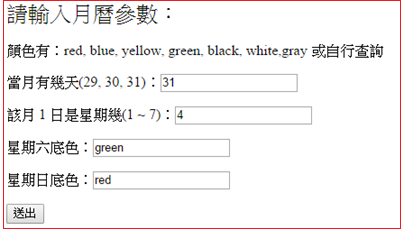 請輸入月曆參數：
顏色有：red, blue, yellow, green, black, white,gray 或自行查詢
當月有幾天(29, 30, 31)：31
該月 1 日是星期幾(1 ~ 7)：4
星期六底色：green
星期日底色：red
送出